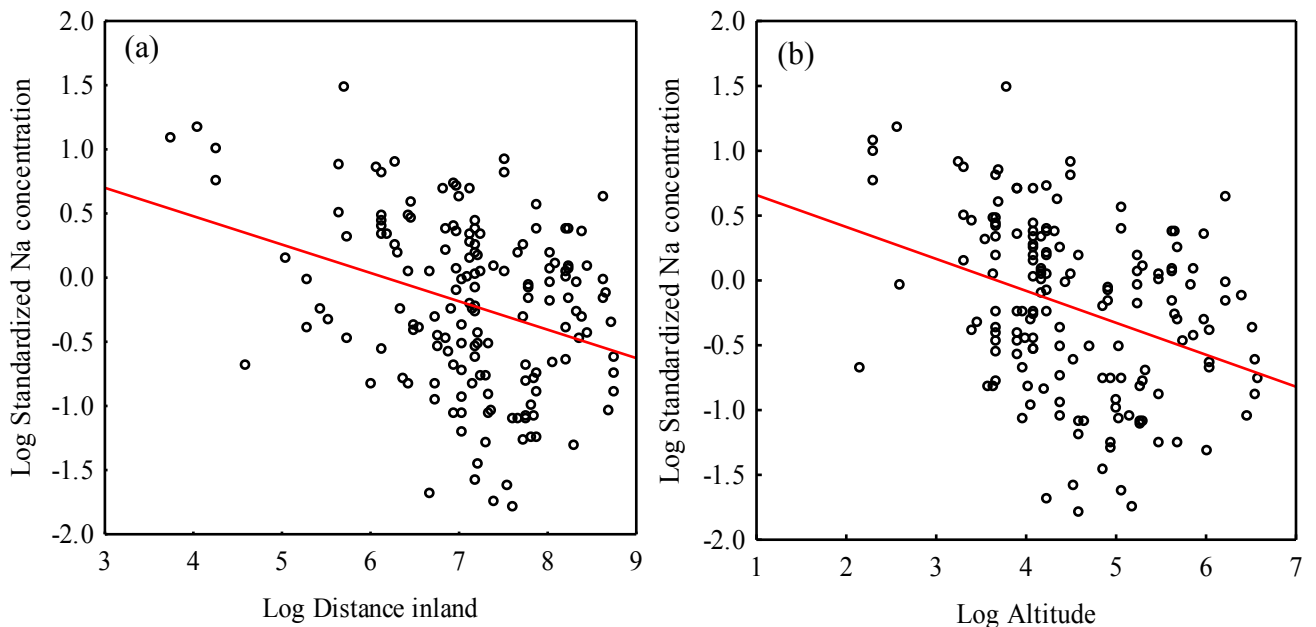 Log Standardized Na concentration
2.0
1.5
1.0
0.5
0.0
-0.5
-1.0
-1.5
-2.0
(a)
3 4 5 6 7 8 9
Log Distance inland
Log Standardized Na concentration
2.0
1.5
1.0
0.5
0.0
-0.5
-1.0
-1.5
-2.0
(b)
1 2 3 4 5 6 7
Log Altitude